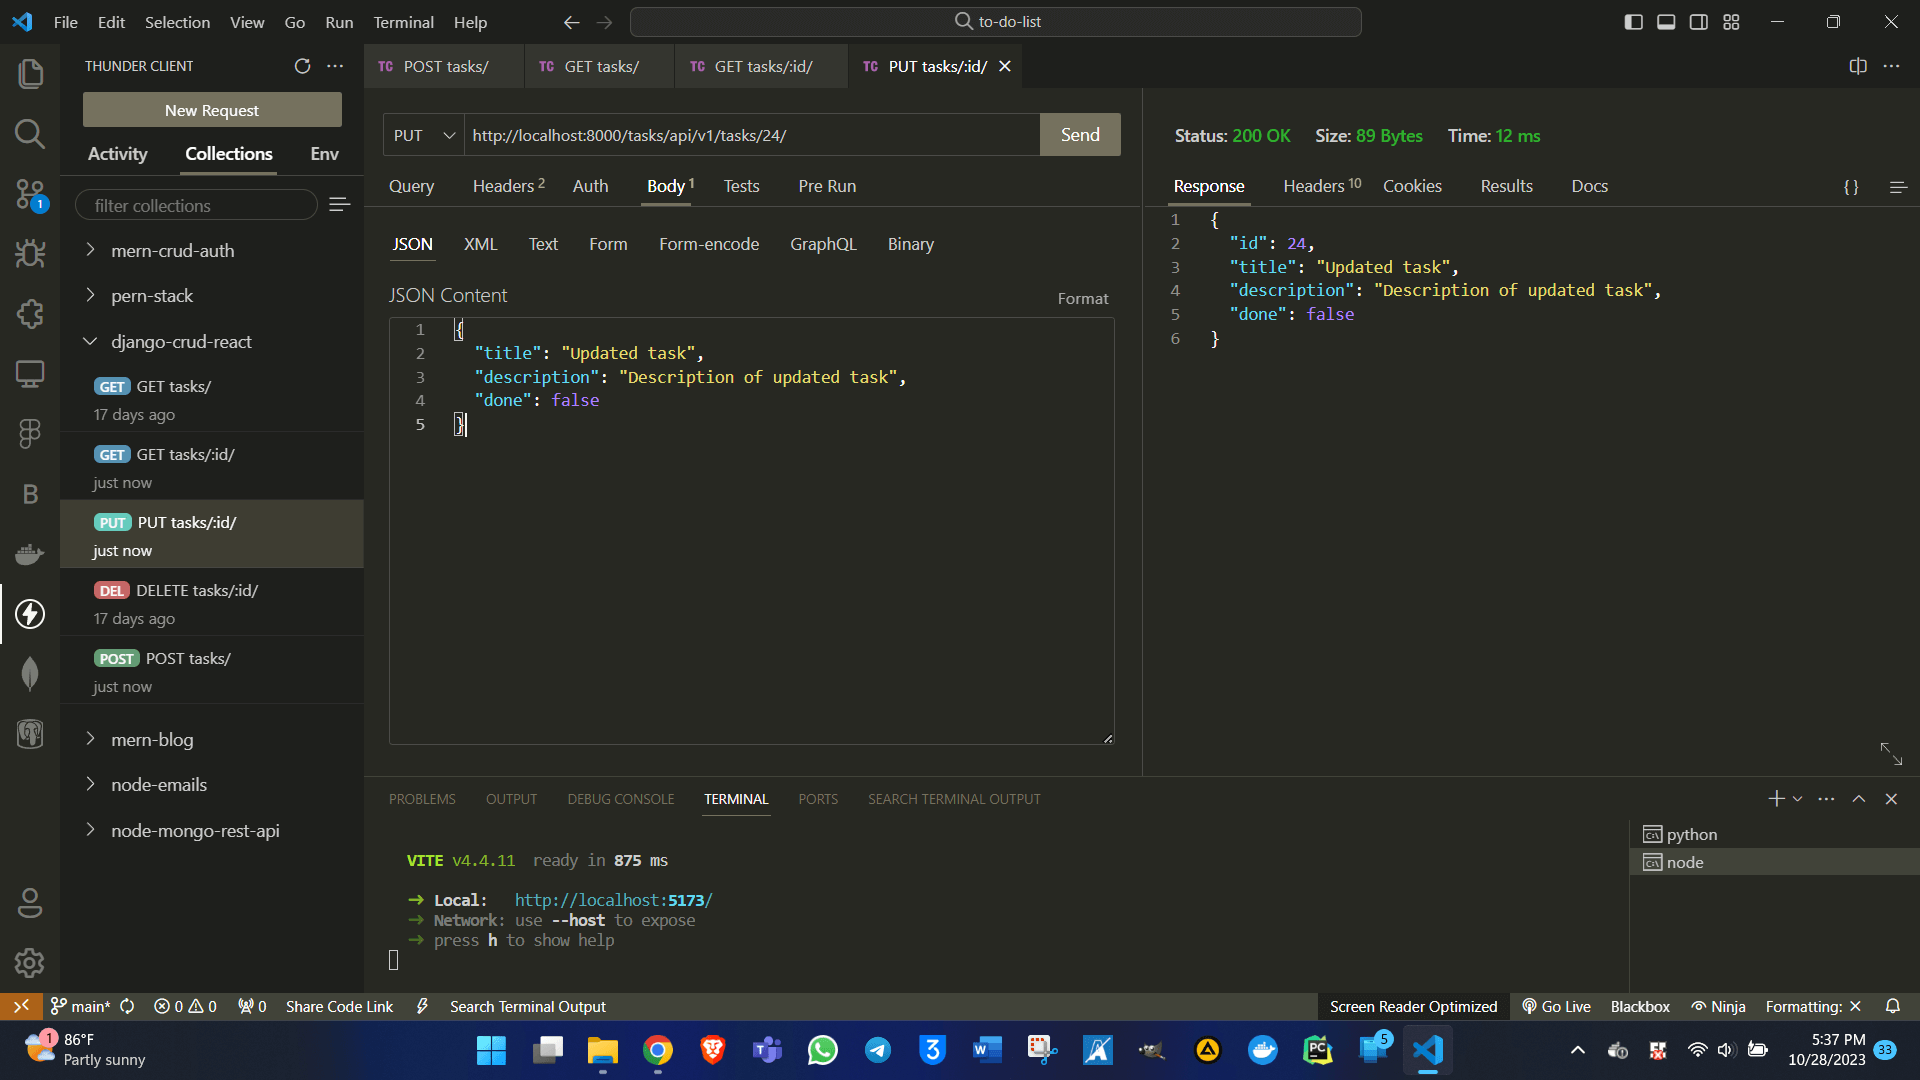 File Edit Selection View Go Run Terminal Help to-do-list
THUNDER CLIENT
New Request
Activity Collections Env
filter collections
mern-crud-auth
pern-stack
django-crud-react
GET GET tasks/
17 days ago
GET GET tasks/:id/
just now
PUT PUT tasks/:id/
just now
DEL DELETE tasks/:id/
17 days ago
POST POST tasks/
just now
mern-blog
node-emails
node-mongo-rest-api
1
B
TC POST tasks/ TC GET tasks/ TC GET tasks/:id/ TC PUT tasks/:id/
PUT http://localhost:8000/tasks/api/v1/tasks/24/ Send
Query Headers 2 Auth Body 1 Tests Pre Run
JSON XML Text Form Form-encode GraphQL Binary
JSON Content Format
1 {
2 "title": "Updated task",
3 "description": "Description of updated task",
4 "done": false
5 }
Status: 200 OK Size: 89 Bytes Time: 12 ms
Response Headers 10 Cookies Results Docs {}
1 {
2 "id": 24,
3 "title": "Updated task",
4 "description": "Description of updated task",
5 "done": false
6 }
PROBLEMS OUTPUT DEBUG CONSOLE TERMINAL PORTS SEARCH TERMINAL OUTPUT
VITE v4.4.11 ready in 875 ms
➜ Local: http://localhost:5173/
➜ Network: use --host to expose
➜ press h to show help
python
node
main* 0 0 0 Share Code Link Search Terminal Output Screen Reader Optimized Go Live Blackbox Ninja Formatting: ✕
1 86°F
Partly sunny
3
W
PC
5
5:37 PM
10/28/2023
33